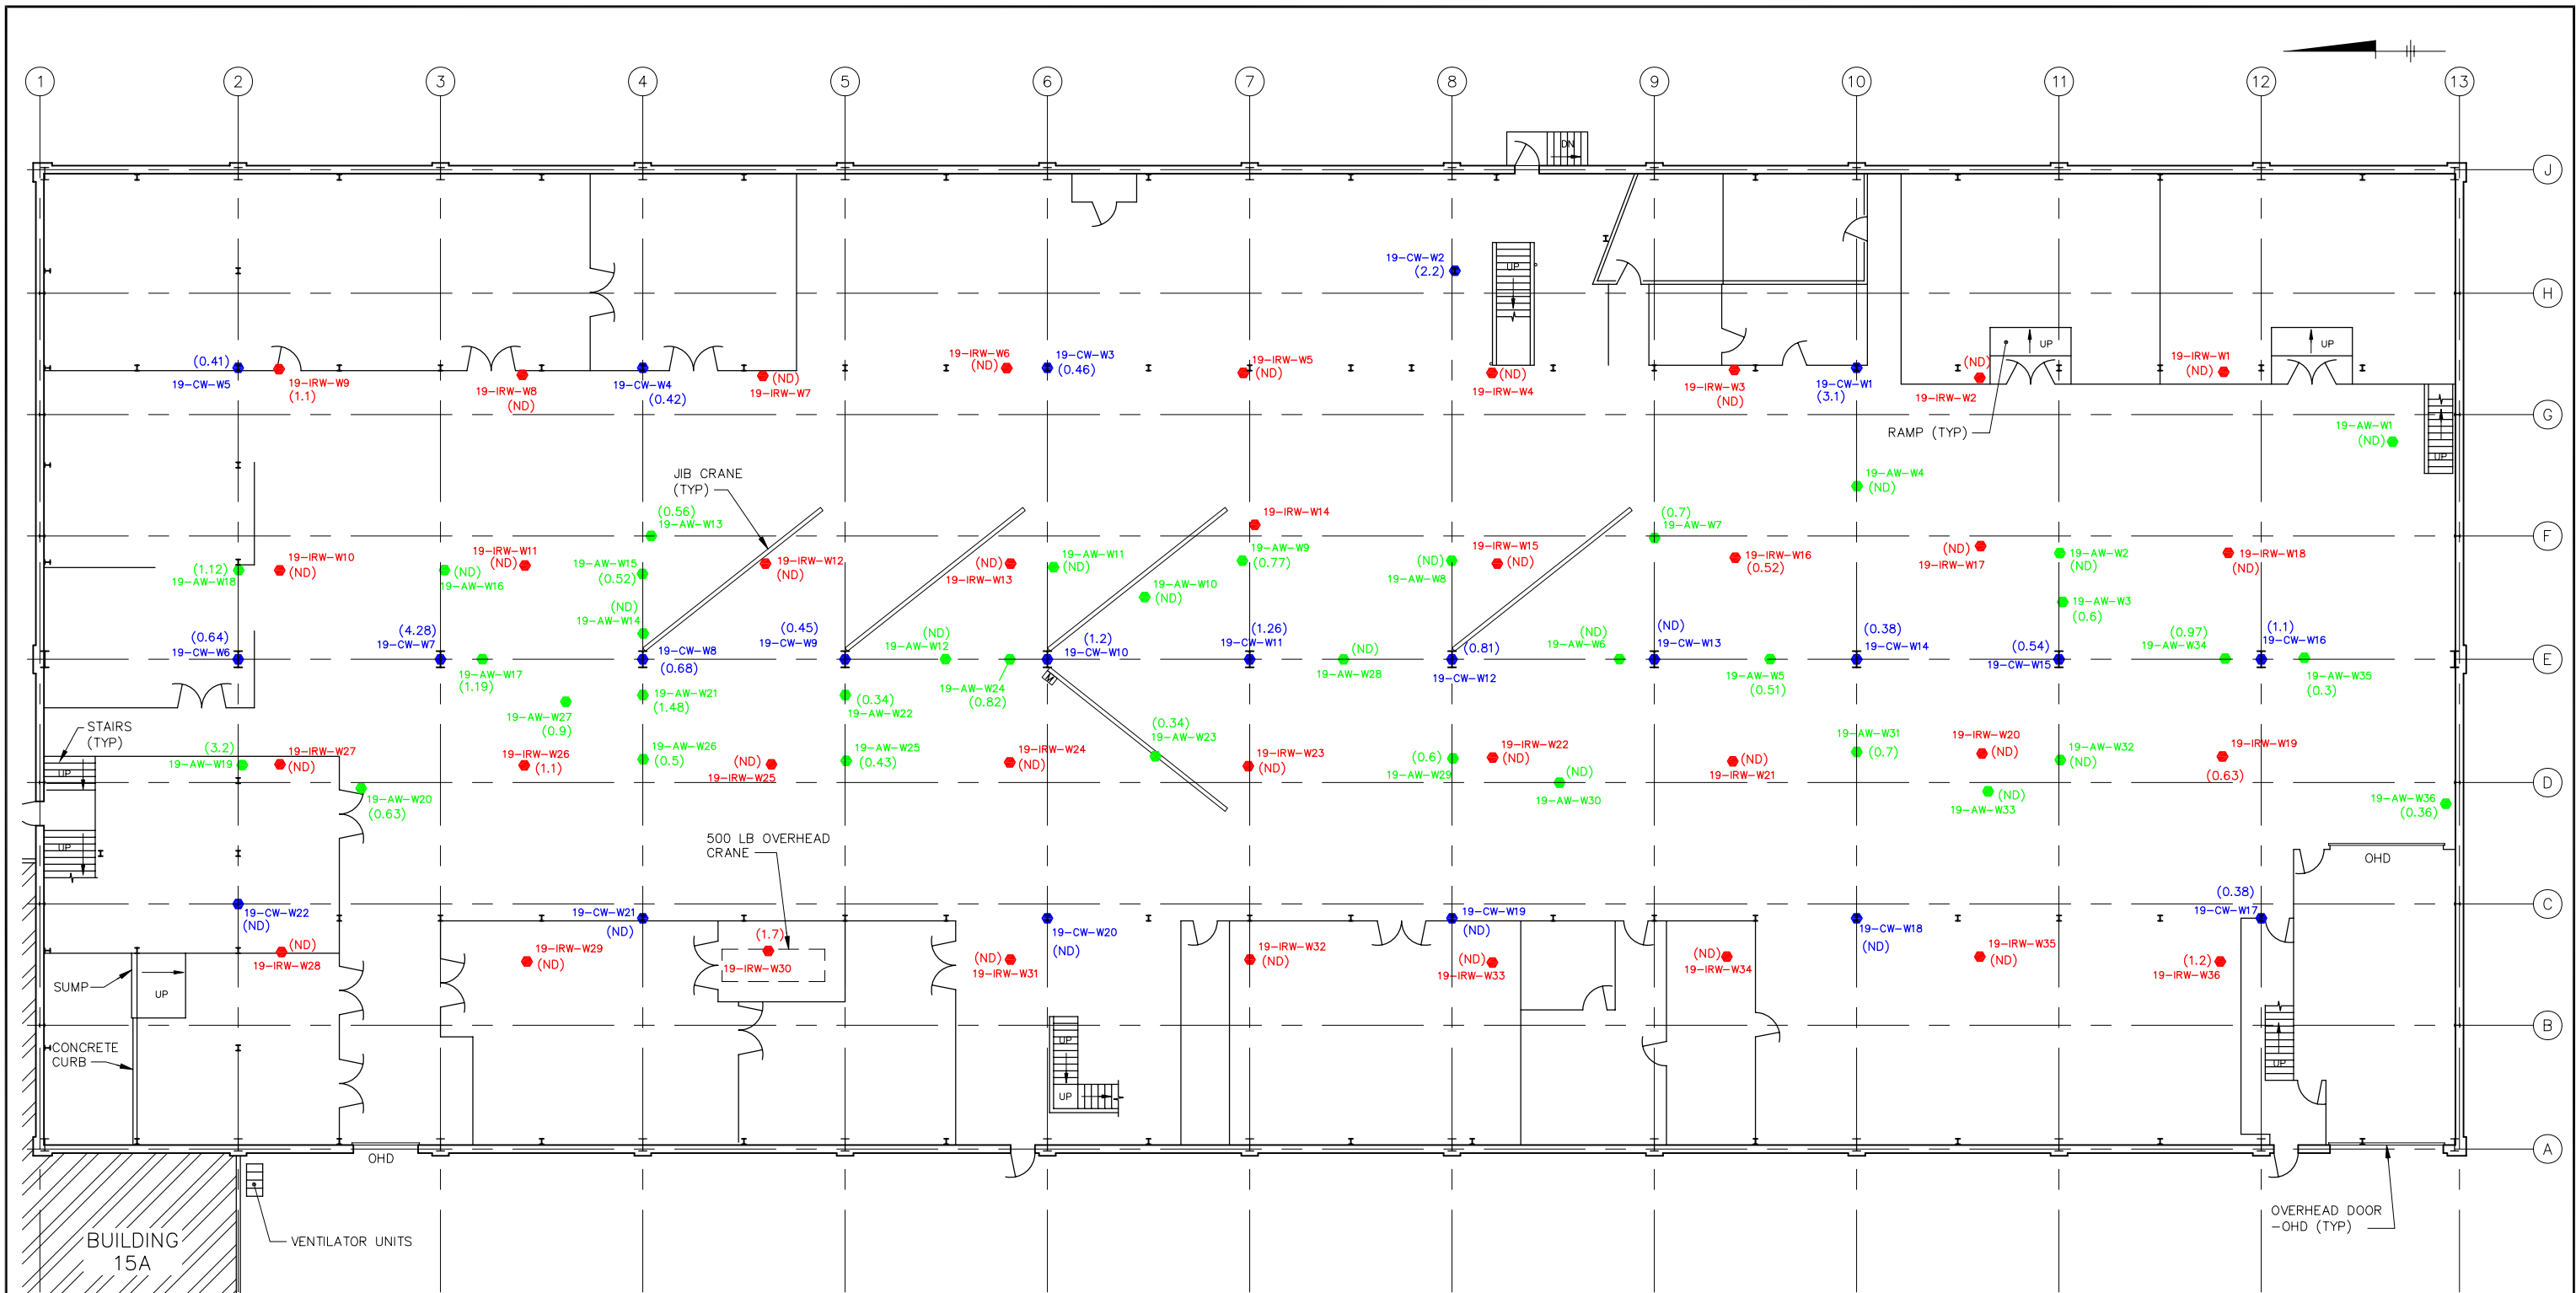 1 2 3 4 5 6 7 8 9 10 11 12 13
DN
J
19-CW-W2
(2.2)
UP
H
(0.41)
19-CW-W5
19-IRW-W9
(1.1)
19-IRW-W8
(ND)
19-CW-W4
(0.42)
(ND)
19-IRW-W7
19-IRW-W6
(ND)
19-CW-W3
(0.46)
19-IRW-W5
(ND)
(ND)
19-IRW-W4
19-IRW-W3
(ND)
19-CW-W1
(3.1)
(ND)
19-IRW-W2
UP
19-IRW-W1
(ND)
UP
G
RAMP (TYP)
19-AW-W1
(ND)
UP
JIB CRANE
(TYP)
19-AW-W4
(ND)
(0.56)
19-AW-W13
19-IRW-W14
(0.7)
19-AW-W7
F
(1.12)
19-AW-W18
19-IRW-W10
(ND)
(ND)
19-AW-W16
19-IRW-W11
(ND)
19-AW-W15
(0.52)
19-IRW-W12
(ND)
(ND)
19-IRW-W13
19-AW-W11
(ND)
19-AW-W10
(ND)
19-AW-W9
(0.77)
(ND)
19-AW-W8
19-IRW-W15
(ND)
19-IRW-W16
(0.52)
(ND)
19-IRW-W17
19-AW-W2
(ND)
19-IRW-W18
(ND)
19-AW-W3
(0.6)
(ND)
19-AW-W14
(0.64)
19-CW-W6
(4.28)
19-CW-W7
19-CW-W8
(0.68)
(0.45)
19-CW-W9
(ND)
19-AW-W12
(1.2)
19-CW-W10
(1.26)
19-CW-W11
(ND)
19-AW-W28
(0.81)
19-CW-W12
(ND)
19-AW-W6
(ND)
19-CW-W13
19-AW-W5
(0.51)
(0.38)
19-CW-W14
(0.54)
19-CW-W15
(0.97)
19-AW-W34
(1.1)
19-CW-W16
19-AW-W35
(0.3)
E
19-AW-W17
(1.19)
19-AW-W27
(0.9)
19-AW-W21
(1.48)
(0.34)
19-AW-W22
19-AW-W24
(0.82)
M
STAIRS
(TYP)
UP
(3.2)
19-AW-W19
19-IRW-W27
(ND)
19-AW-W20
(0.63)
19-IRW-W26
(1.1)
19-AW-W26
(0.5)
(ND)
19-IRW-W25
19-AW-W25
(0.43)
19-IRW-W24
(ND)
(0.34)
19-AW-W23
19-IRW-W23
(ND)
(0.6)
19-AW-W29
19-IRW-W22
(ND)
(ND)
19-AW-W30
(ND)
19-IRW-W21
19-AW-W31
(0.7)
19-IRW-W20
(ND)
(ND)
19-AW-W33
19-AW-W32
(ND)
19-IRW-W19
(0.63)
19-AW-W36
(0.36)
D
UP
500 LB OVERHEAD
CRANE
OHD
19-CW-W22
(ND)
19-CW-W21
(ND)
19-CW-W20
(ND)
19-CW-W19
(ND)
19-CW-W18
(ND)
(0.38)
19-CW-W17
C
(ND)
19-IRW-W28
19-IRW-W29
(ND)
(1.7)
19-IRW-W30
(ND)
19-IRW-W31
19-IRW-W32
(ND)
(ND)
19-IRW-W33
(ND)
19-IRW-W34
19-IRW-W35
(ND)
(1.2)
19-IRW-W36
SUMP
UP
B
CONCRETE
CURB
UP
UP
UP
OHD
A
BUILDING
15A
VENTILATOR UNITS
OVERHEAD DOOR
-OHD (TYP)